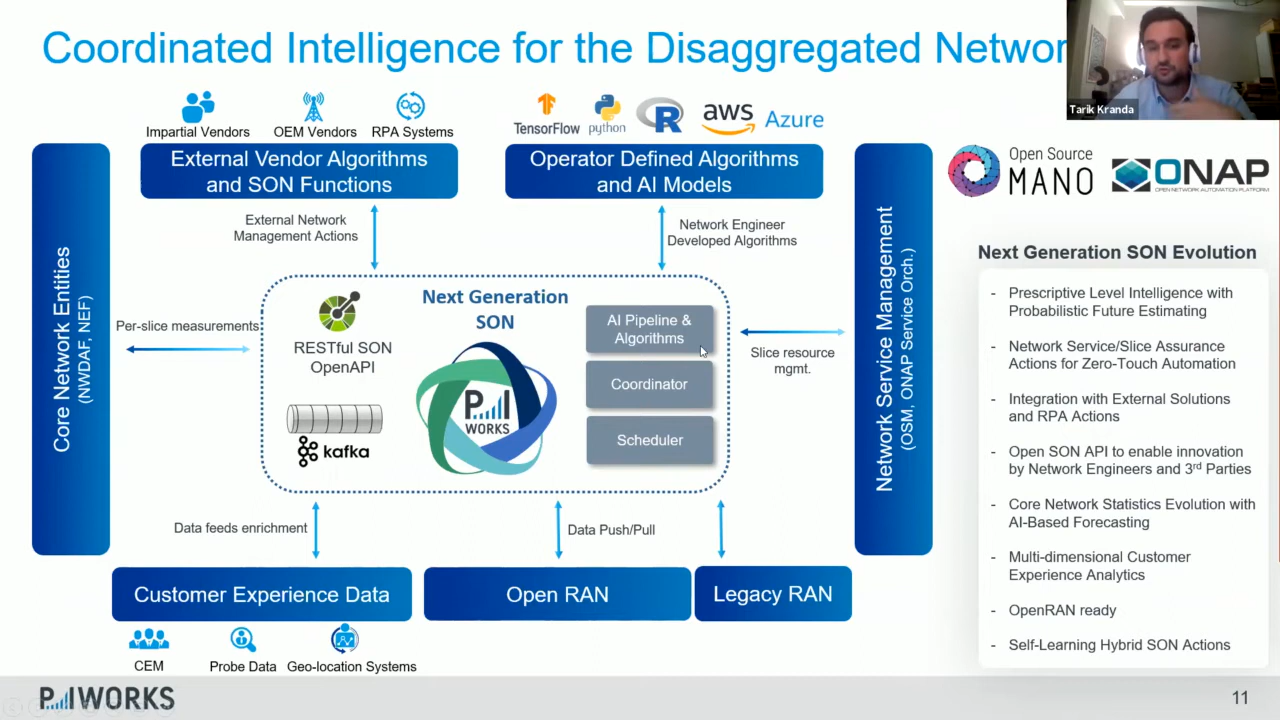 Coordinated Intelligence for the Disaggregated Networ
Tarik Kranda
Impartial Vendors
OEM Vendors
RPA Systems
TensorFlow
python
R
aws
Azure
External Vendor Algorithms
and SON Functions
Operator Defined Algorithms
and AI Models
Open Source
MANO
ONAP
OPEN NETWORK AUTOMATION PLATFORM
External Network
Management Actions
Network Engineer
Developed Algorithms
Core Network Entities
(NWDAF, NEF)
Per-slice measurements
Next Generation
SON
RESTful SON
OpenAPI
kafka
P I
WORKS
AI Pipeline &
Algorithms
Coordinator
Scheduler
Slice resource
mgmt.
Network Service Management
(OSM, ONAP Service Orch.)
Data feeds enrichment
Data Push/Pull
Customer Experience Data
Open RAN
Legacy RAN
CEM
Probe Data
Geo-location Systems
Next Generation SON Evolution
- Prescriptive Level Intelligence with
Probabilistic Future Estimating
- Network Service/Slice Assurance
Actions for Zero-Touch Automation
- Integration with External Solutions
and RPA Actions
- Open SON API to enable innovation
by Network Engineers and 3rd Parties
- Core Network Statistics Evolution with
AI-Based Forecasting
- Multi-dimensional Customer
Experience Analytics
- OpenRAN ready
- Self-Learning Hybrid SON Actions
P I WORKS
11